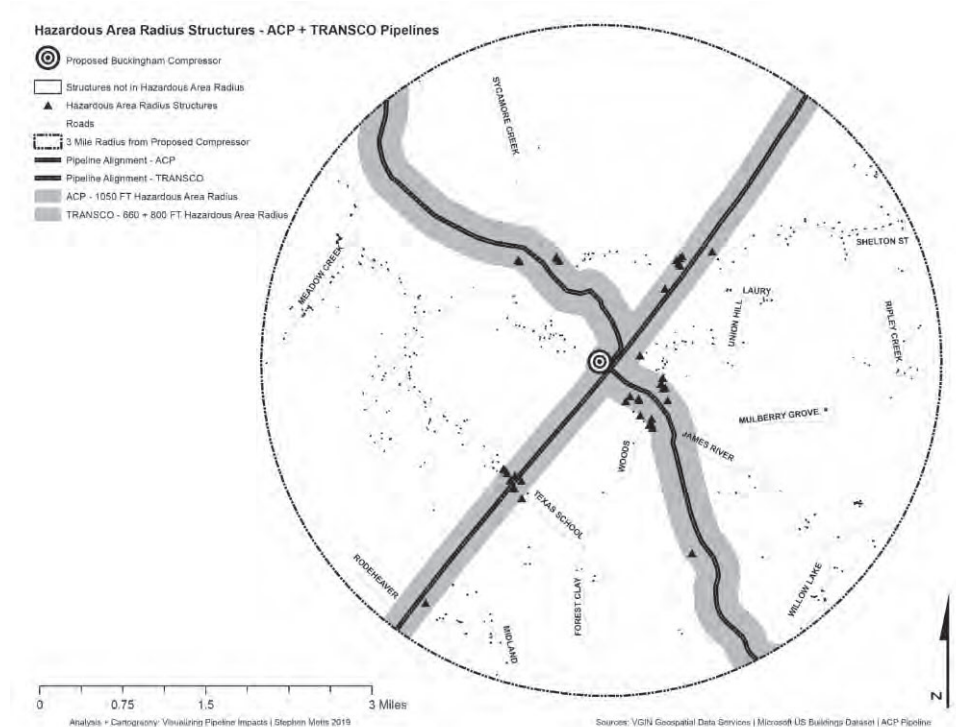 Hazardous Area Radius Structures - ACP + TRANSCO Pipelines
Proposed Buckingham Compressor
Structures not in Hazardous Area Radius
Hazardous Area Radius Structures
Roads
3 Mile Radius from Proposed Compressor
Pipeline Alignment - ACP
Pipeline Alignment - TRANSCO
ACP - 1050 FT Hazardous Area Radius
TRANSCO - 660 + 800 FT Hazardous Area Radius
SYCAMORE CREEK
SHELTON ST
MEADOW CREEK
LAURY
UNION HILL
RIPLEY CREEK
MULBERRY GROVE
JAMES RIVER
WOODS
TEXAS SCHOOL
RODEHEAVER
FOREST CLAY
WILLOW LAKE
MIDLAND
0 0.75 1.5 3 Miles
N
Analysis + Cartography: Visualizing Pipeline Impacts | Stephen Metts 2019
Sources: VGIN Geospatial Data Services | Microsoft US Buildings Dataset | ACP Pipeline